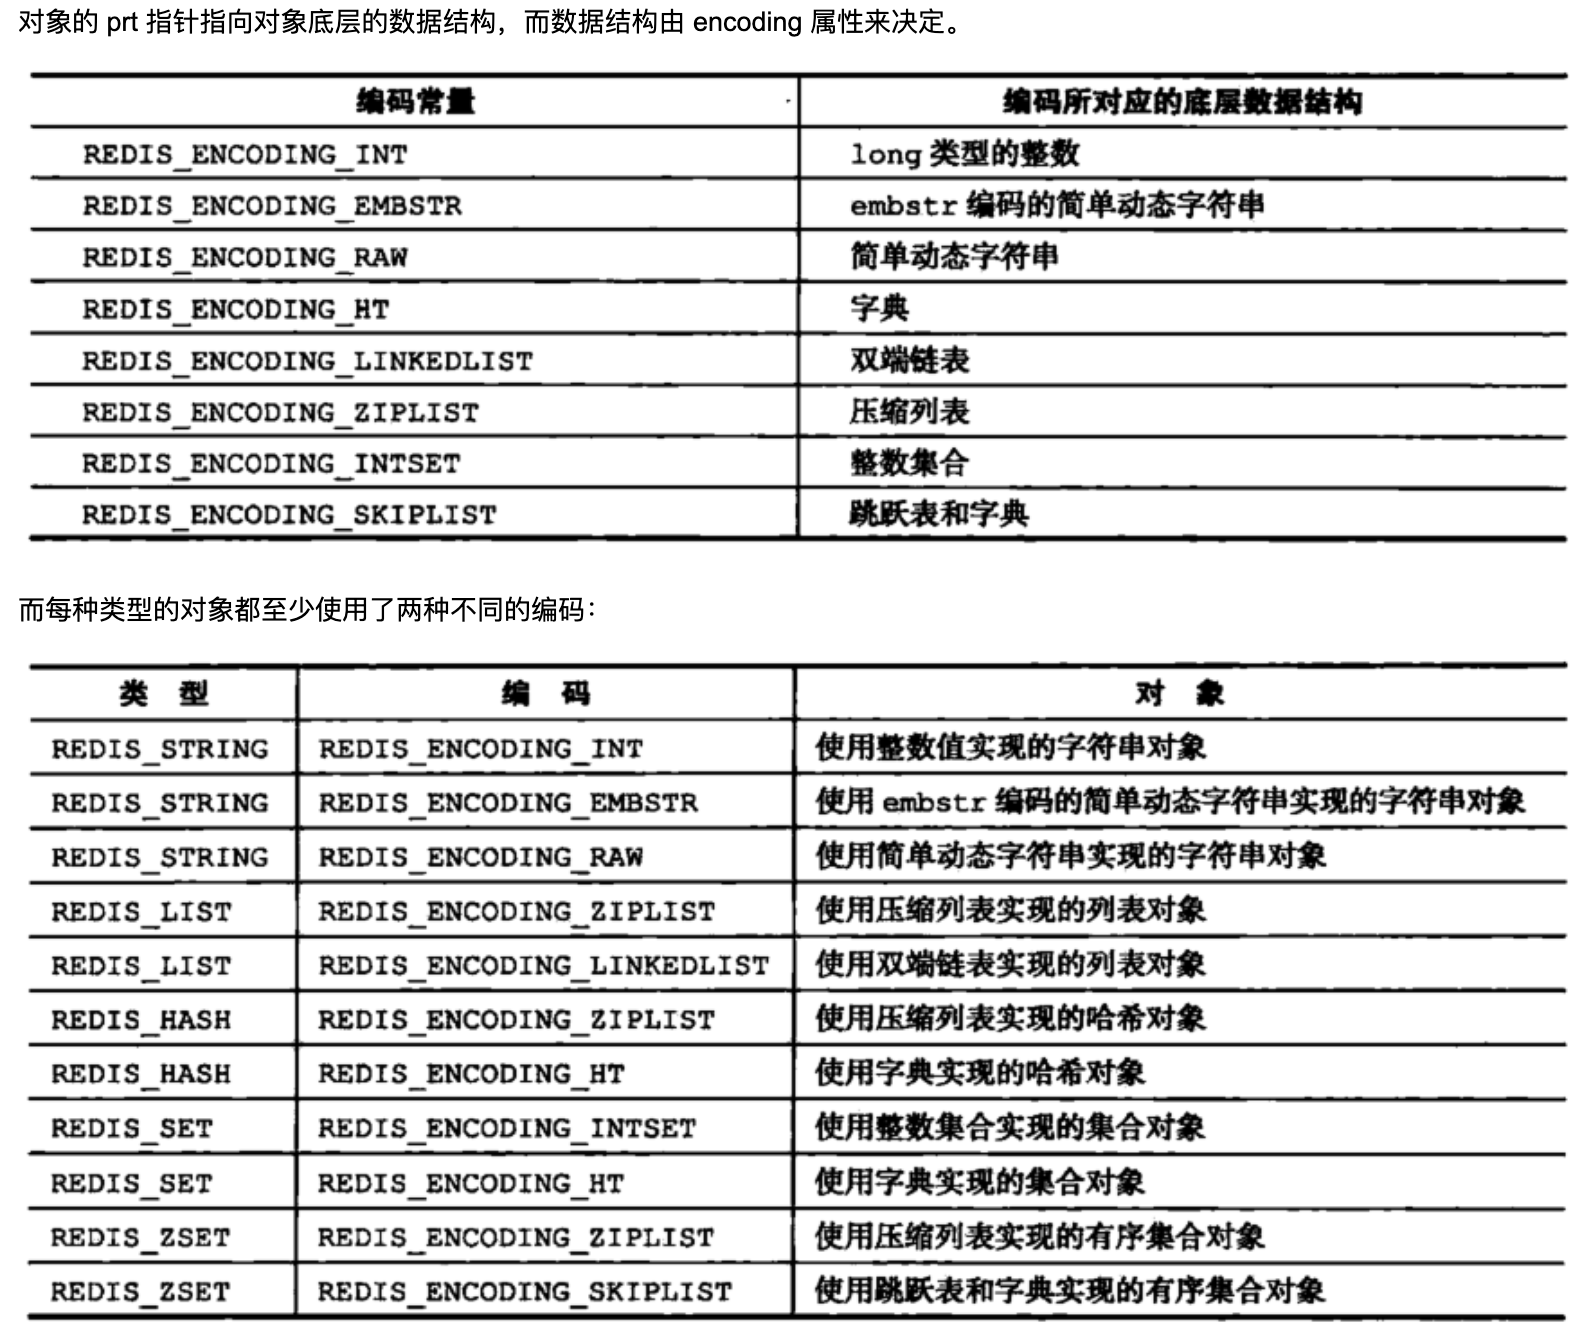 对象的 prt 指针指向对象底层的数据结构，而数据结构由 encoding 属性来决定。
编码常量 编码所对应的底层数据结构
REDIS_ENCODING_INT long 类型的整数
REDIS_ENCODING_EMBSTR embstr 编码的简单动态字符串
REDIS_ENCODING_RAW 简单动态字符串
REDIS_ENCODING_HT 字典
REDIS_ENCODING_LINKEDLIST 双端链表
REDIS_ENCODING_ZIPLIST 压缩列表
REDIS_ENCODING_INTSET 整数集合
REDIS_ENCODING_SKIPLIST 跳跃表和字典
而每种类型的对象都至少使用了两种不同的编码：
类 型 编 码 对 象
REDIS_STRING REDIS_ENCODING_INT 使用整数值实现的字符串对象
REDIS_STRING REDIS_ENCODING_EMBSTR 使用 embstr 编码的简单动态字符串实现的字符串对象
REDIS_STRING REDIS_ENCODING_RAW 使用简单动态字符串实现的字符串对象
REDIS_LIST REDIS_ENCODING_ZIPLIST 使用压缩列表实现的列表对象
REDIS_LIST REDIS_ENCODING_LINKEDLIST 使用双端链表实现的列表对象
REDIS_HASH REDIS_ENCODING_ZIPLIST 使用压缩列表实现的哈希对象
REDIS_HASH REDIS_ENCODING_HT 使用字典实现的哈希对象
REDIS_SET REDIS_ENCODING_INTSET 使用整数集合实现的集合对象
REDIS_SET REDIS_ENCODING_HT 使用字典实现的集合对象
REDIS_ZSET REDIS_ENCODING_ZIPLIST 使用压缩列表实现的有序集合对象
REDIS_ZSET REDIS_ENCODING_SKIPLIST 使用跳跃表和字典实现的有序集合对象